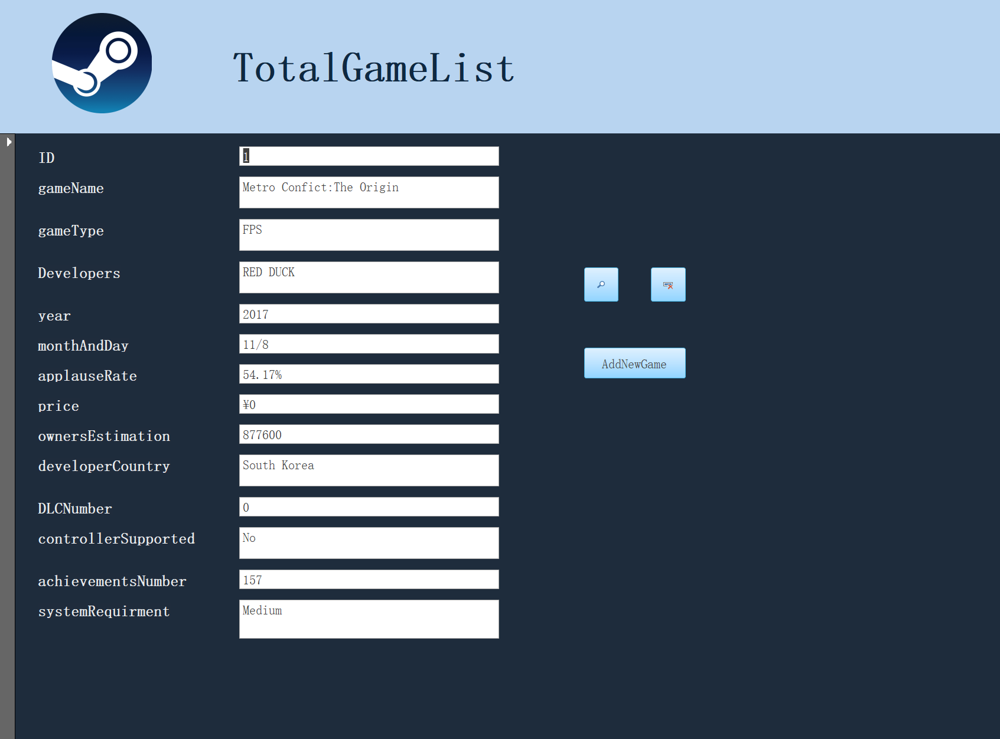 TotalGameList
ID 1
gameName Metro Confict:The Origin
gameType FPS
Developers RED DUCK
year 2017
monthAndDay 11/8
applauseRate 54.17%
price ¥0
ownersEstimation 877600
developerCountry South Korea
DLCNumber 0
controllerSupported No
achievementsNumber 157
systemRequirment Medium
AddNewGame